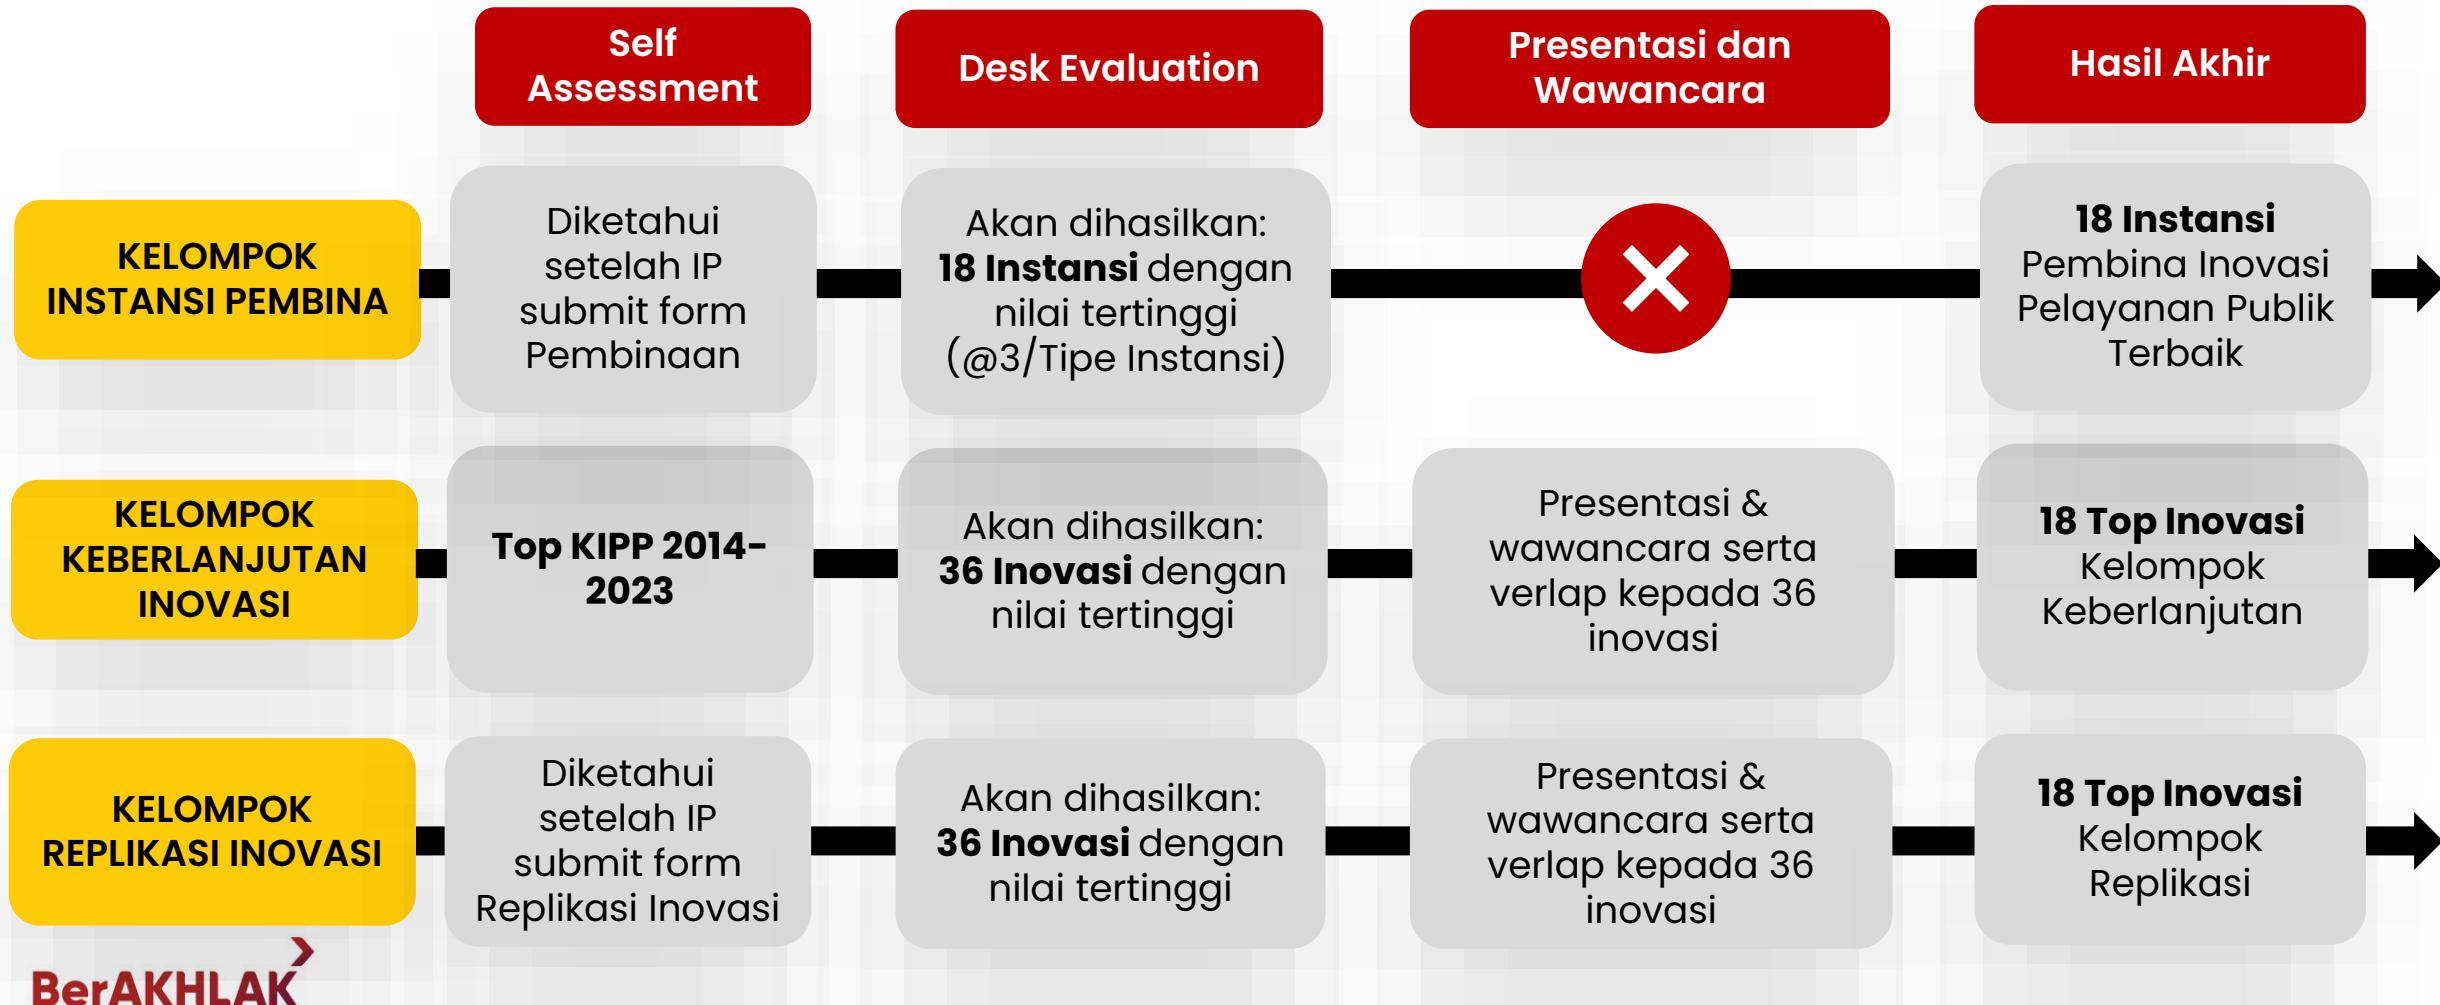 Self
Assessment
Desk Evaluation
Presentasi dan
Wawancara
Hasil Akhir
KELOMPOK
INSTANSI PEMBINA
Diketahui
setelah IP
submit form
Pembinaan
Akan dihasilkan:
18 Instansi dengan
nilai tertinggi
(@3/Tipe Instansi)
18 Instansi
Pembina Inovasi
Pelayanan Publik
Terbaik
KELOMPOK
KEBERLANJUTAN
INOVASI
Top KIPP 2014-
2023
Akan dihasilkan:
36 Inovasi dengan
nilai tertinggi
Presentasi &
wawancara serta
verlap kepada 36
inovasi
18 Top Inovasi
Kelompok
Keberlanjutan
KELOMPOK
REPLIKASI INOVASI
Diketahui
setelah IP
submit form
Replikasi Inovasi
Akan dihasilkan:
36 Inovasi dengan
nilai tertinggi
Presentasi &
wawancara serta
verlap kepada 36
inovasi
18 Top Inovasi
Kelompok
Replikasi
BerAKHLAK